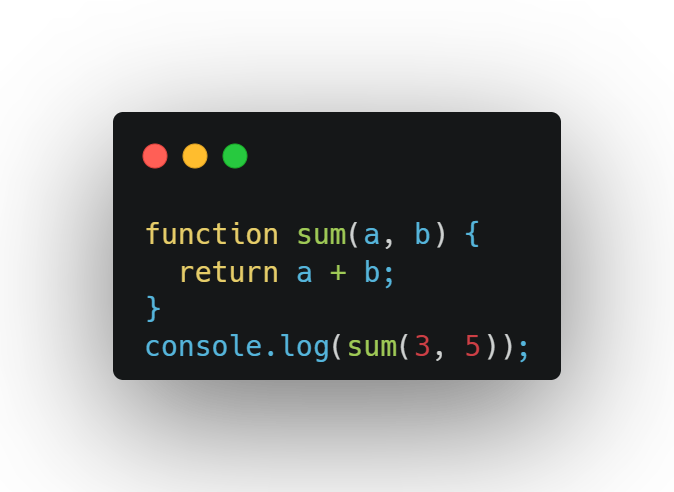 function sum(a, b) {
  return a + b;
}
console.log(sum(3, 5));